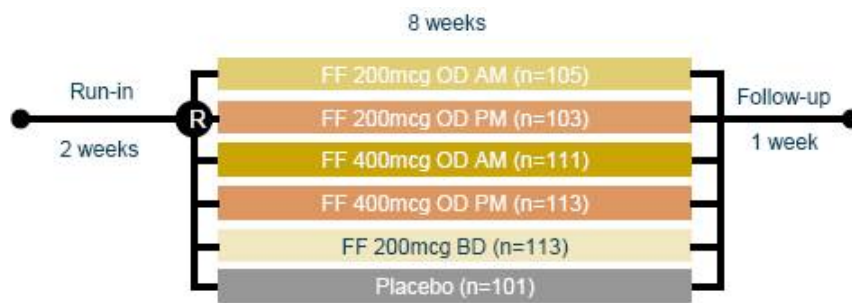 8 weeks
FF 200mcg OD AM (n=105)
Run-in
FF 200mcg OD PM (n=103)
Follow-up
R
2 weeks
FF 400mcg OD AM (n=111)
1 week
FF 400mcg OD PM (n=113)
FF 200mcg BD (n=113)
Placebo (n=101)